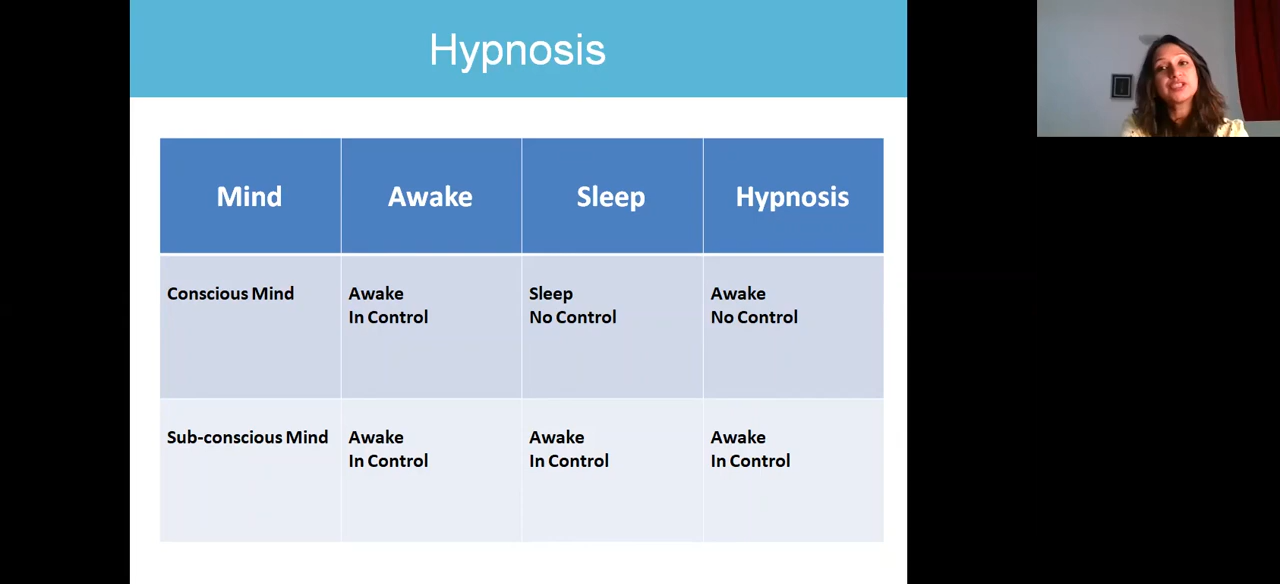 Hypnosis
Mind Awake Sleep Hypnosis
Conscious Mind Awake Sleep Awake
In Control No Control No Control
Sub-conscious Mind Awake Awake Awake
In Control In Control In Control